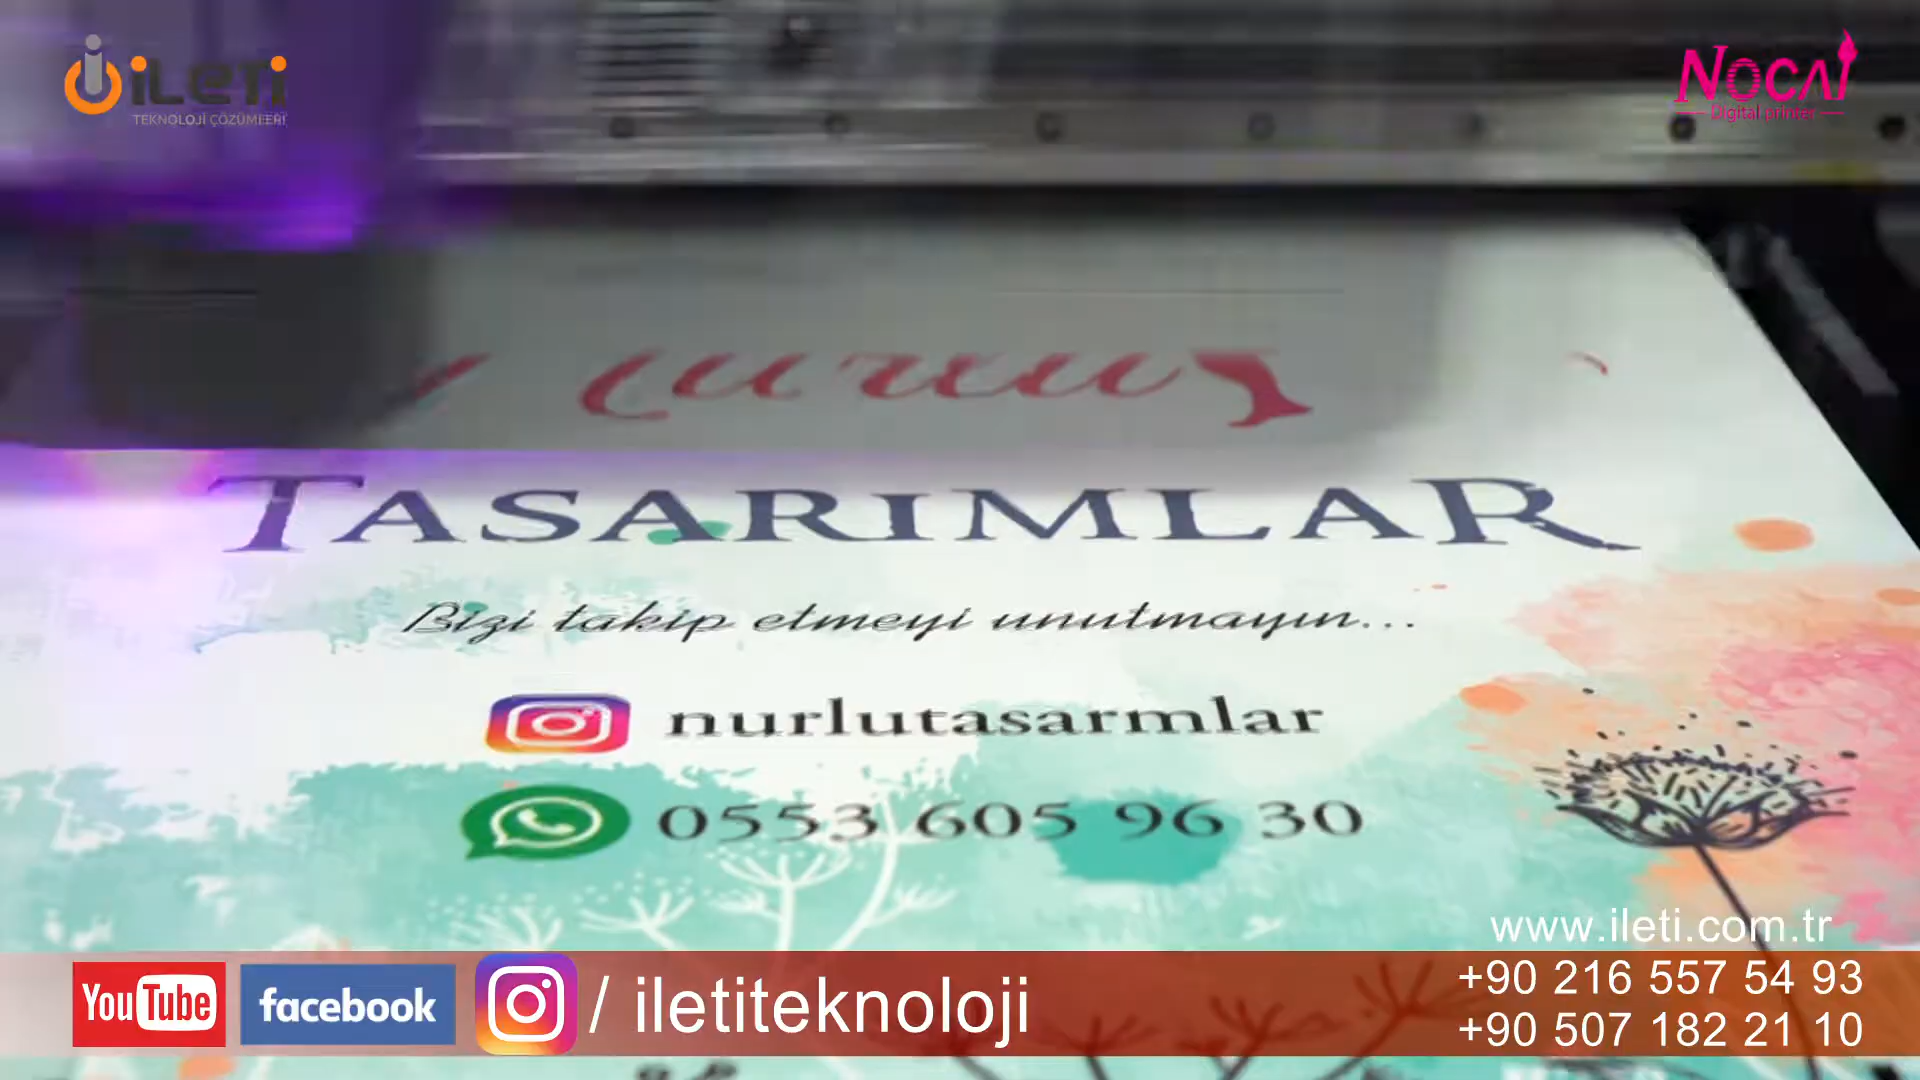 iLeTi
TEKNOLOJİ ÇÖZÜMLERİ
NOCAI
Digital printer
TASARIMLAR
Bizi takip etmeyi unutmayın...
nurlutasarmlar
0553 605 96 30
www.ileti.com.tr
YouTube facebook / iletiteknoloji
+90 216 557 54 93
+90 507 182 21 10